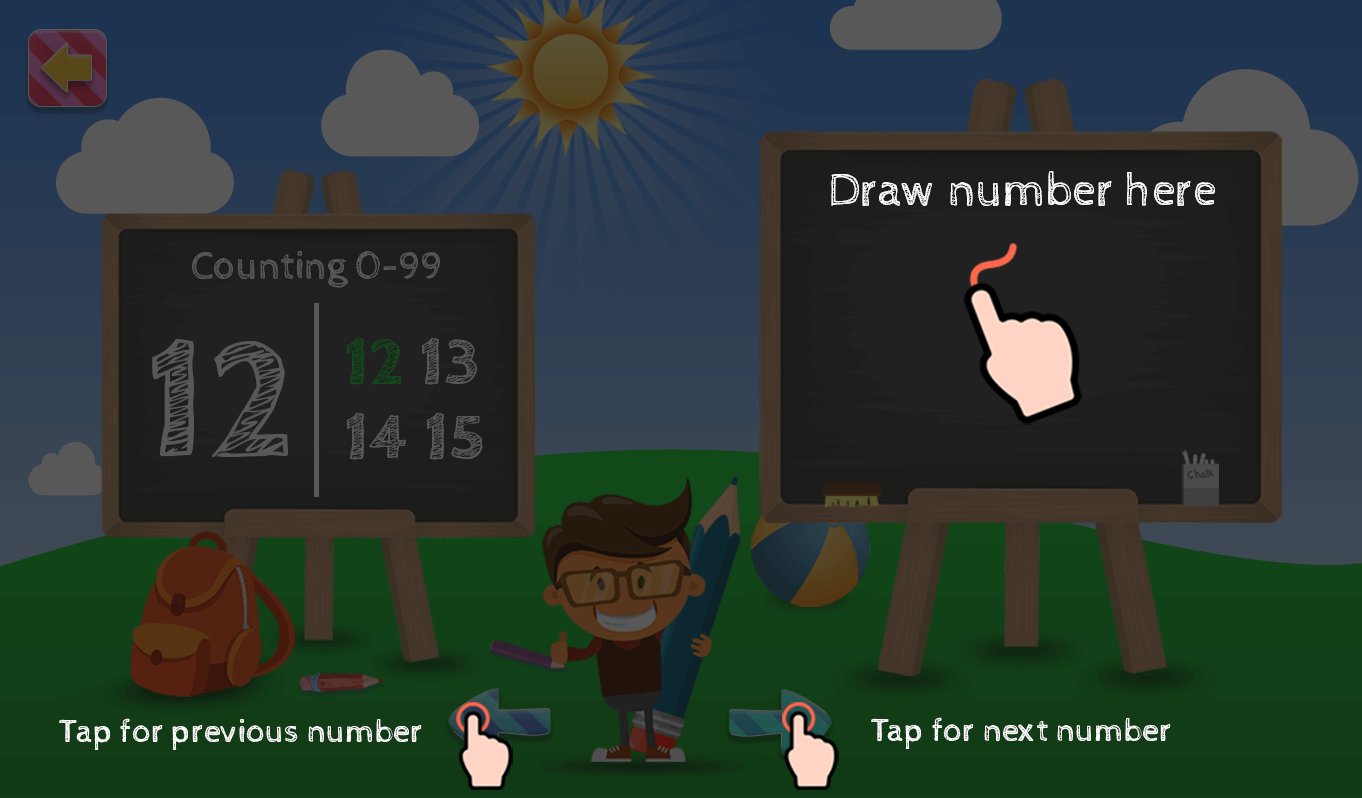 Draw number here
Counting 0-99
12
12 13
14 15
Chalk
Tap for previous number
Tap for next number